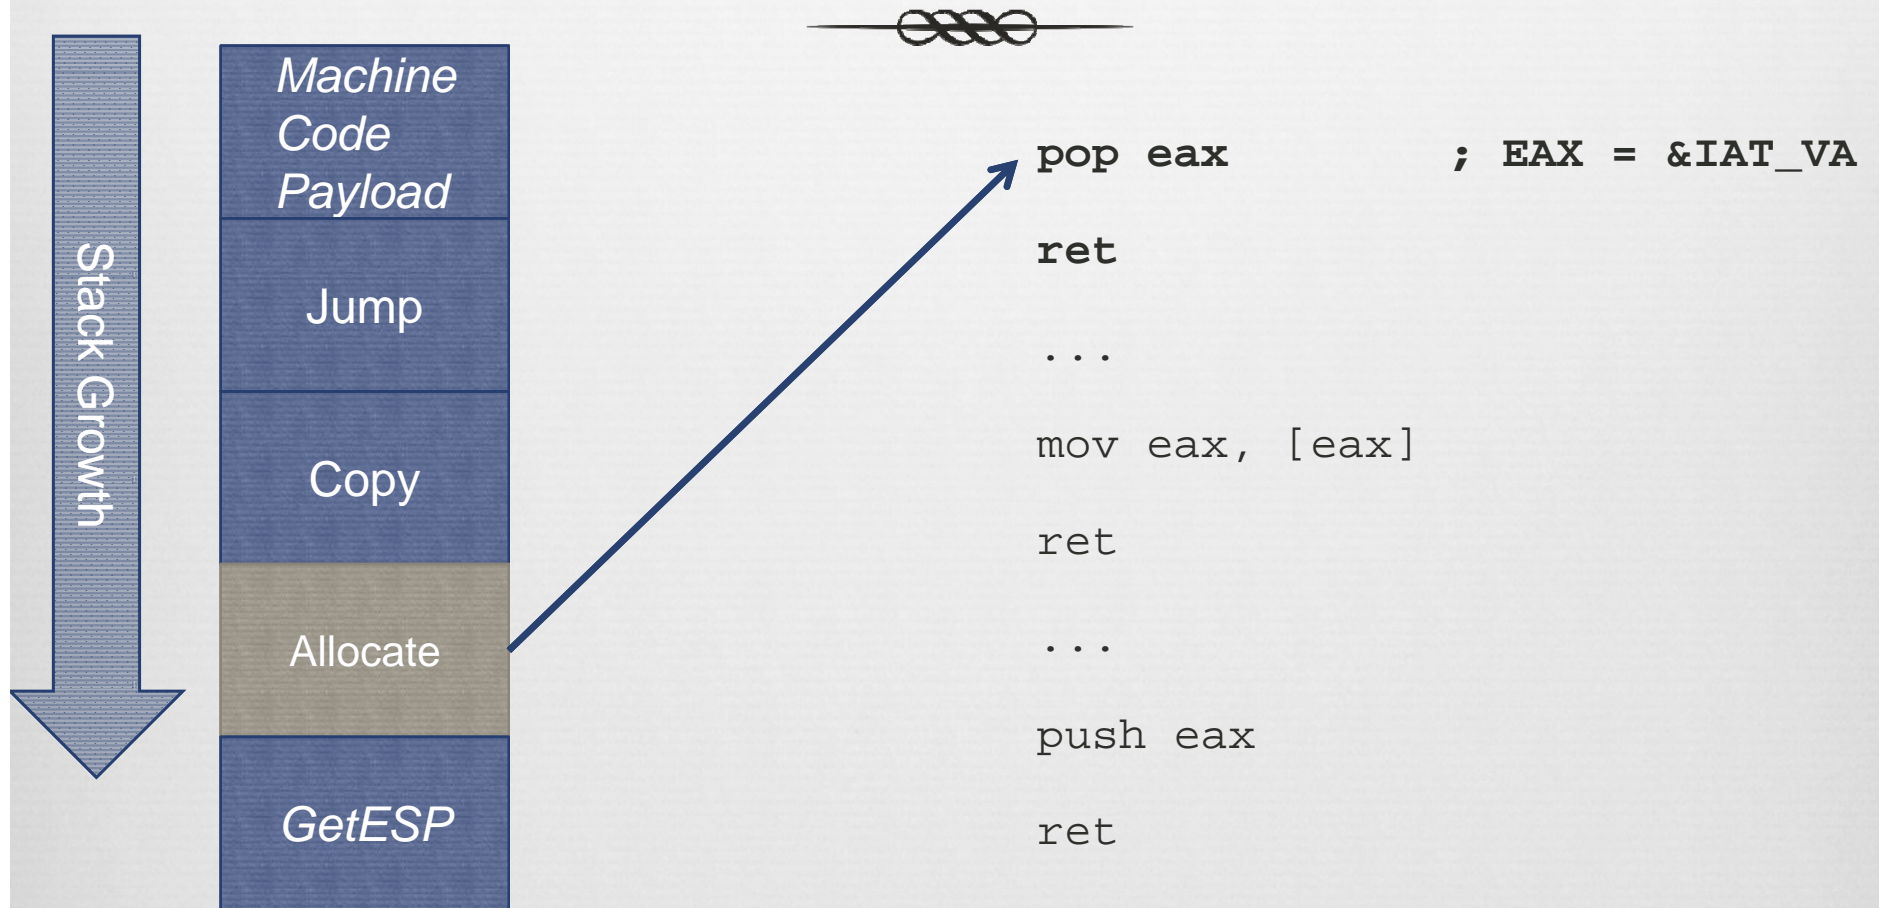 Stack Growth
Machine
Code
Payload
Jump
Copy
Allocate
GetESP
pop eax ; EAX = &IAT_VA
ret
...
mov eax, [eax]
ret
...
push eax
ret